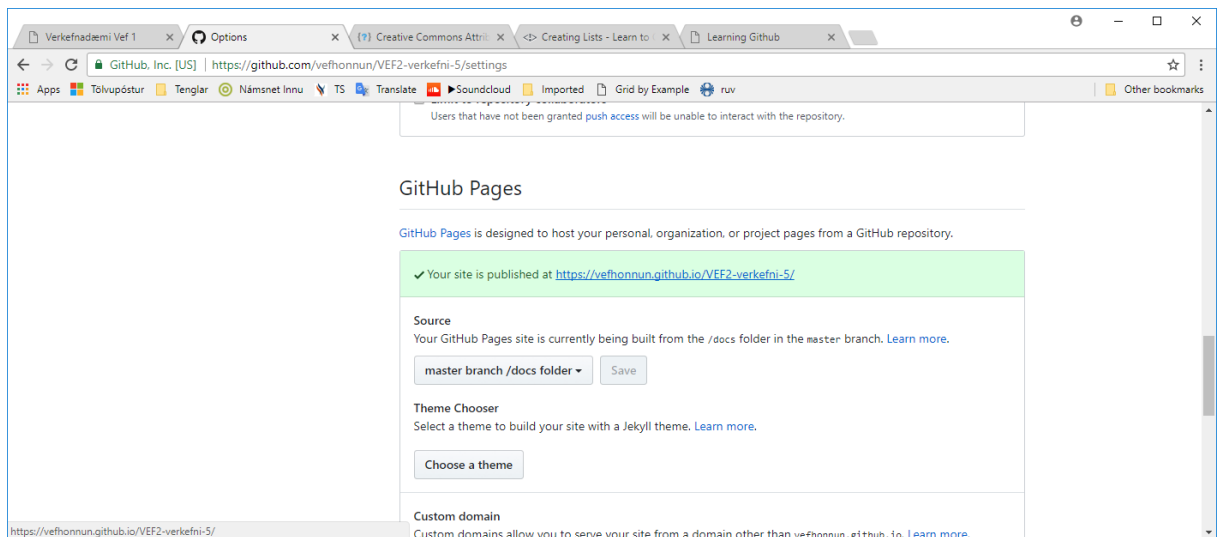 Verkefnadæmi Vef 1
Options
{?} Creative Commons Attrib
<> Creating Lists - Learn to
Learning Github
GitHub, Inc. [US] | https://github.com/vefhonnun/VEF2-verkefni-5/settings
Apps Tölvupóstur Tenglar Námsnet Innu TS Translate ▶Soundcloud Imported Grid by Example ruv Other bookmarks
Limit to repository collaborators
Users that have not been granted push access will be unable to interact with the repository.
GitHub Pages
GitHub Pages is designed to host your personal, organization, or project pages from a GitHub repository.
✓ Your site is published at https://vefhonnun.github.io/VEF2-verkefni-5/
Source
Your GitHub Pages site is currently being built from the /docs folder in the master branch. Learn more.
master branch /docs folder
Save
Theme Chooser
Select a theme to build your site with a Jekyll theme. Learn more.
Choose a theme
Custom domain
Custom domains allow you to serve your site from a domain other than vefhonnun.github.io. Learn more.
https://vefhonnun.github.io/VEF2-verkefni-5/